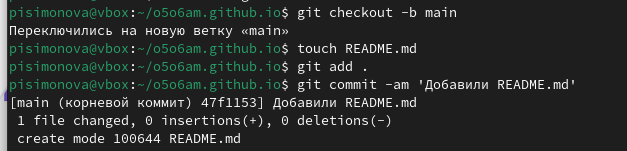 pisimonova@vbox:~/o5o6am.github.io$ git checkout -b main
Переключились на новую ветку «main»
pisimonova@vbox:~/o5o6am.github.io$ touch README.md
pisimonova@vbox:~/o5o6am.github.io$ git add .
pisimonova@vbox:~/o5o6am.github.io$ git commit -am 'Добавили README.md'
[main (корневой коммит) 47f1153] Добавили README.md
 1 file changed, 0 insertions(+), 0 deletions(-)
 create mode 100644 README.md